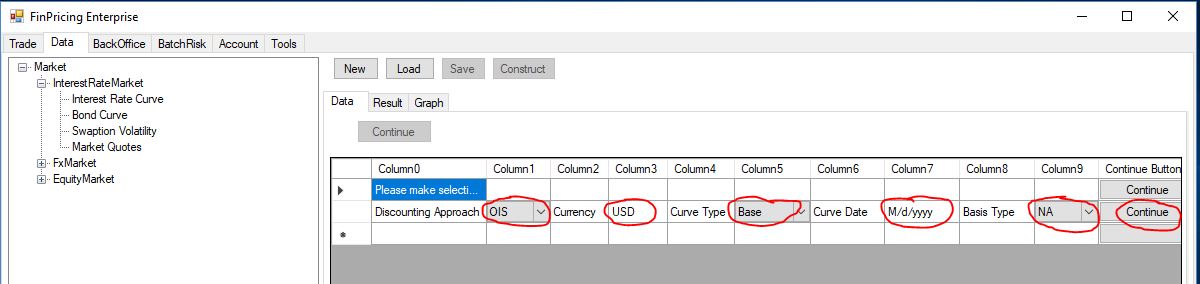 FinPricing Enterprise
Trade Data BackOffice BatchRisk Account Tools
Market
InterestRateMarket
Interest Rate Curve
Bond Curve
Swaption Volatility
Market Quotes
FxMarket
EquityMarket
New Load Save Construct
Data Result Graph
Continue
Column0 Column1 Column2 Column3 Column4 Column5 Column6 Column7 Column8 Column9 Continue Button
Please make selecti... Continue
Discounting Approach OIS Currency USD Curve Type Base Curve Date M/d/yyyy Basis Type NA Continue